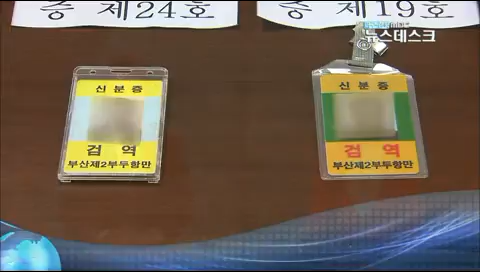 증 제24호
증 제19호
뉴스데스크
신분증
검역
부산제2부두항만
신분증
검역
부산제2부두항만